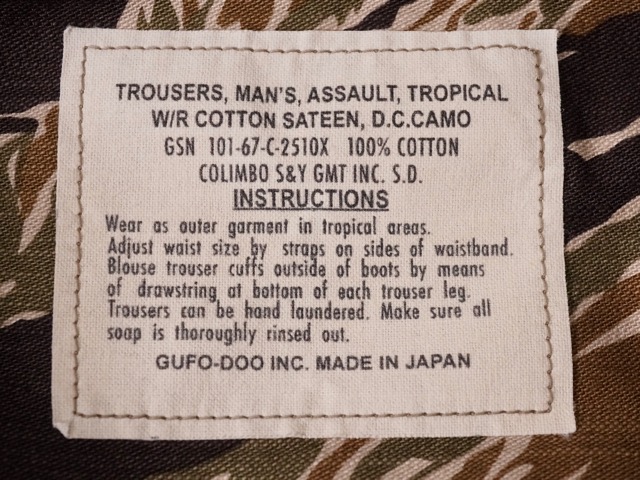 TROUSERS, MAN'S, ASSAULT, TROPICAL
W/R COTTON SATEEN, D.C.CAMO
GSN 101-67-C-2510X 100% COTTON
COLIMBO S&Y GMT INC. S.D.
INSTRUCTIONS
Wear as outer garment in tropical areas.
Adjust waist size by straps on sides of waistband.
Blouse trouser cuffs outside of boots by means
of drawstring at bottom of each trouser leg.
Trousers can be hand laundered. Make sure all
soap is thoroughly rinsed out.
GUFO-DOO INC. MADE IN JAPAN